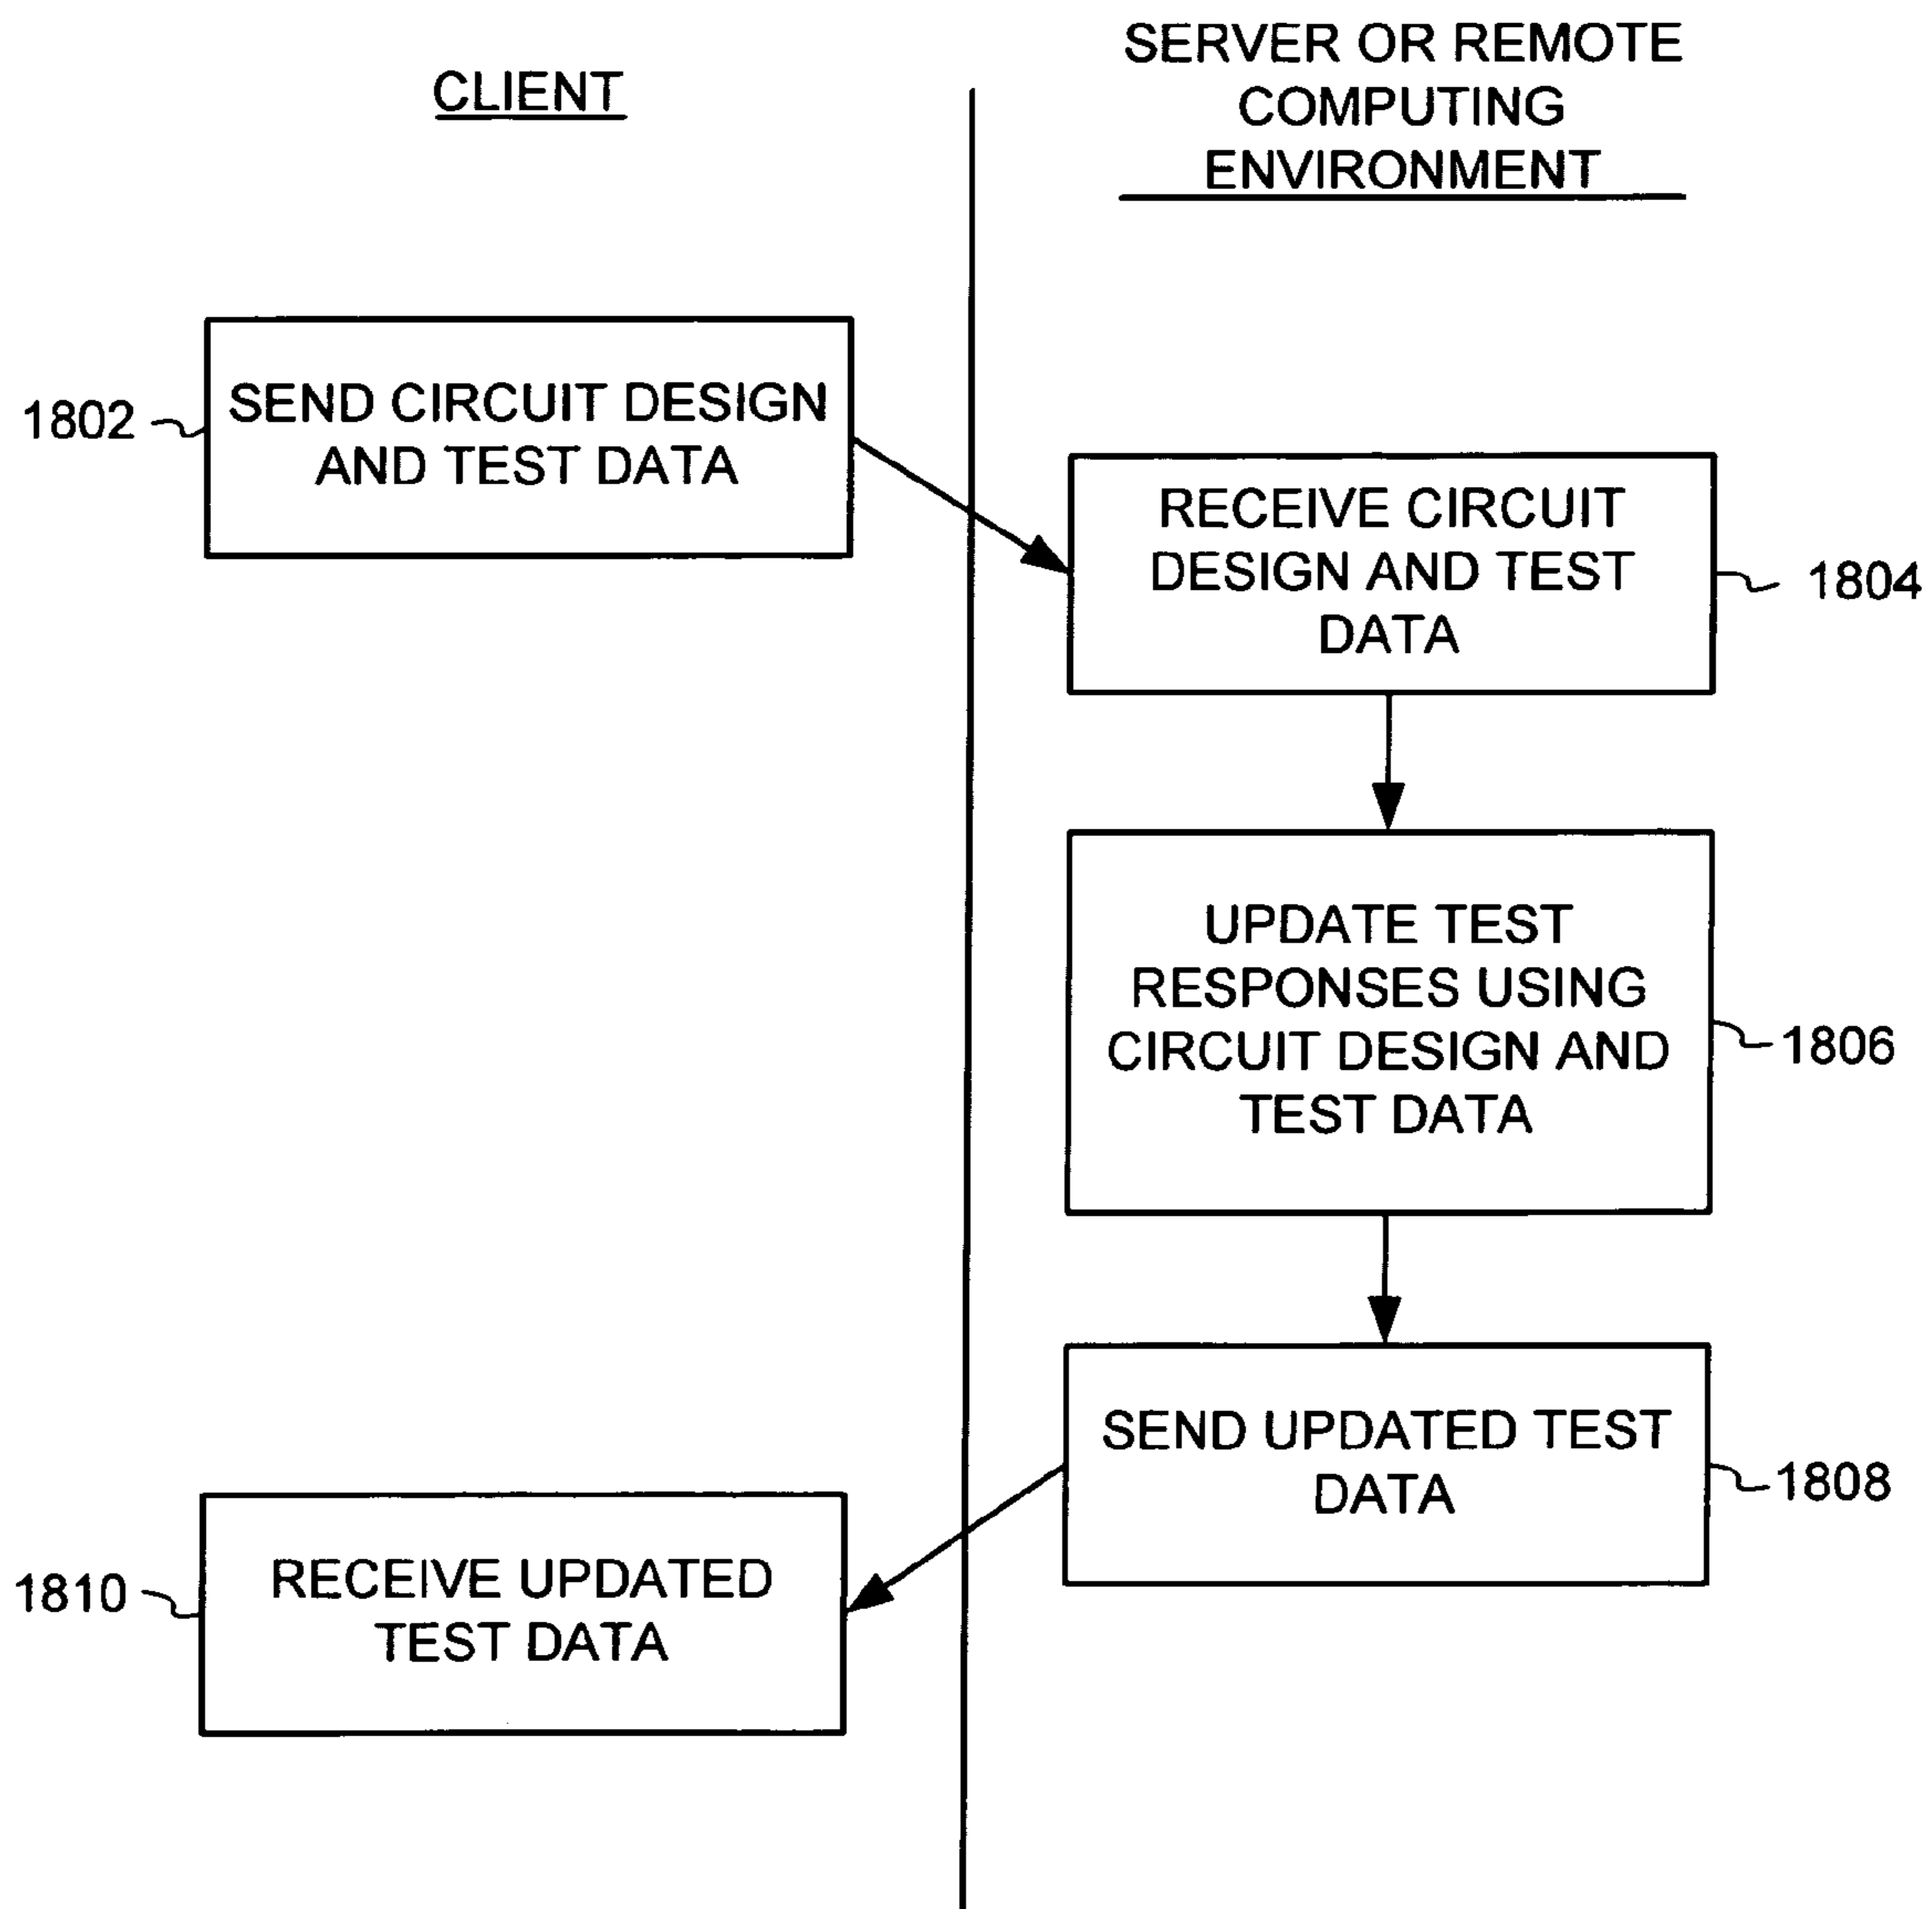 CLIENT
SERVER OR REMOTE
COMPUTING
ENVIRONMENT
1802
SEND CIRCUIT DESIGN
AND TEST DATA
RECEIVE CIRCUIT
DESIGN AND TEST
DATA
1804
UPDATE TEST
RESPONSES USING
CIRCUIT DESIGN AND
TEST DATA
1806
SEND UPDATED TEST
DATA
1808
1810
RECEIVE UPDATED
TEST DATA